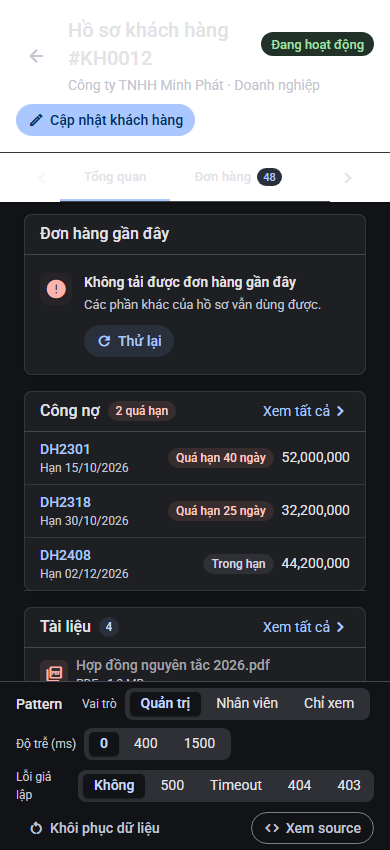 Hồ sơ khách hàng
#KH0012
Đang hoạt động
Công ty TNHH Minh Phát · Doanh nghiệp
Cập nhật khách hàng
Tổng quan
Đơn hàng 48
Đơn hàng gần đây
Không tải được đơn hàng gần đây
Các phần khác của hồ sơ vẫn dùng được.
Thử lại
Công nợ 2 quá hạn Xem tất cả
DH2301
Hạn 15/10/2026
Quá hạn 40 ngày 52,000,000
DH2318
Hạn 30/10/2026
Quá hạn 25 ngày 32,200,000
DH2408
Hạn 02/12/2026
Trong hạn 44,200,000
Tài liệu 4 Xem tất cả
Hợp đồng nguyên tắc 2026.pdf
Pattern Vai trò Quản trị Nhân viên Chỉ xem
Độ trễ (ms) 0 400 1500
Lỗi giả lập Không 500 Timeout 404 403
Khôi phục dữ liệu Xem source